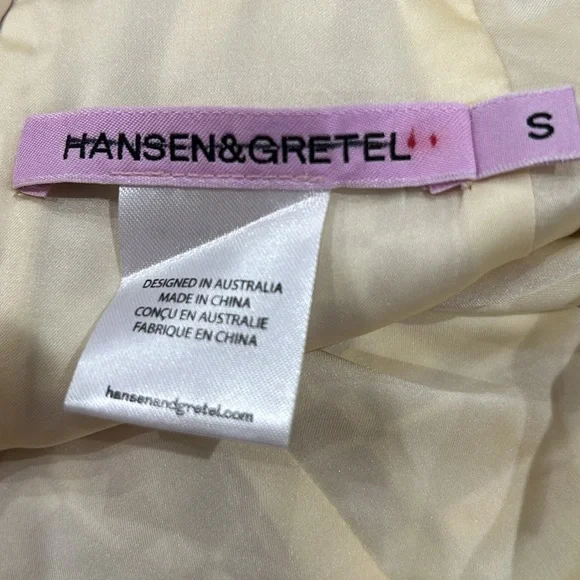 HANSEN&GRETEL
S
DESIGNED IN AUSTRALIA
MADE IN CHINA
CONÇU EN AUSTRALIE
FABRIQUE EN CHINA
hansenandgretel.com